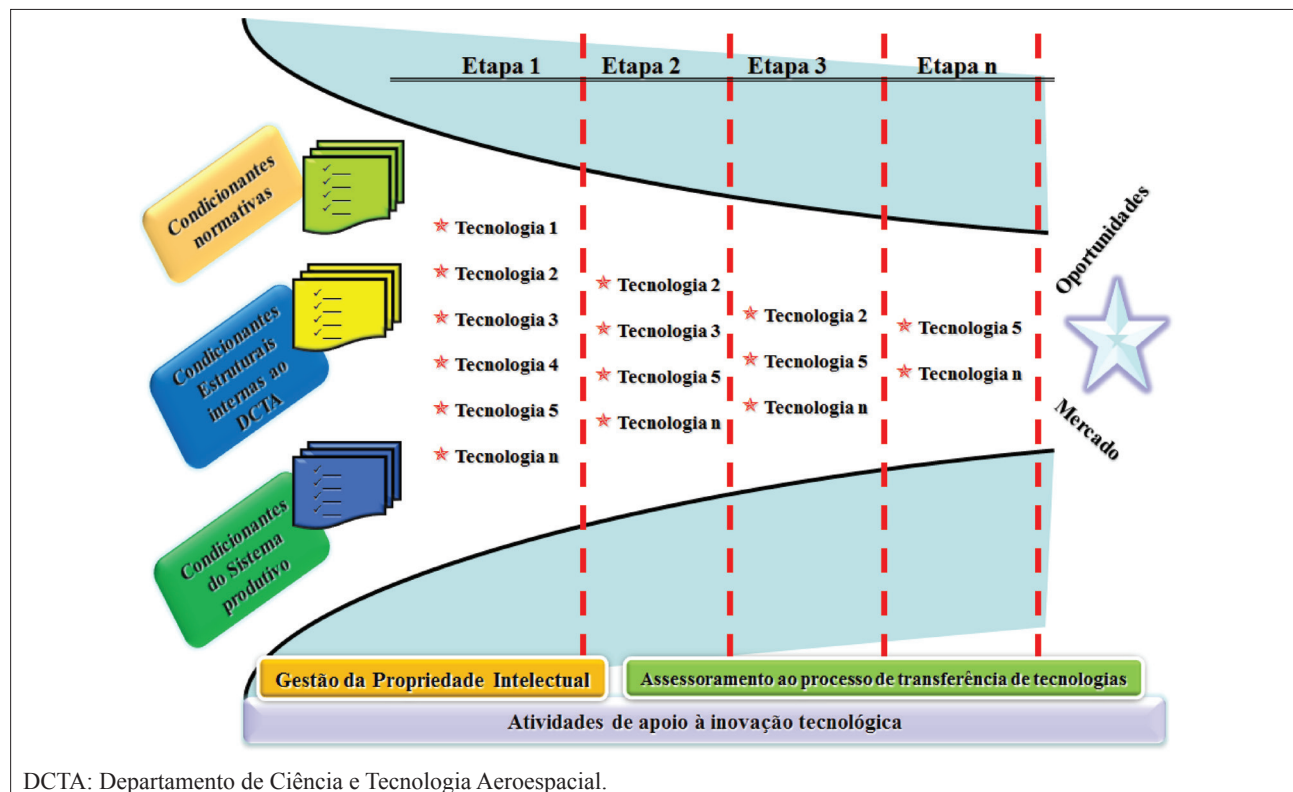 Etapa 1
Etapa 2
Etapa 3
Etapa n
Condicionantes
normativas
Condicionantes
Estruturais
internas ao
DCTA
Condicionantes
do Sistema
produtivo
Tecnologia 1
Tecnologia 2
Tecnologia 3
Tecnologia 4
Tecnologia 5
Tecnologia n
Tecnologia 2
Tecnologia 3
Tecnologia 5
Tecnologia n
Tecnologia 2
Tecnologia 5
Tecnologia n
Tecnologia 5
Tecnologia n
Oportunidades
Mercado
Gestão da Propriedade Intelectual
Assessoramento ao processo de transferência de tecnologias
Atividades de apoio à inovação tecnológica
DCTA: Departamento de Ciência e Tecnologia Aeroespacial.